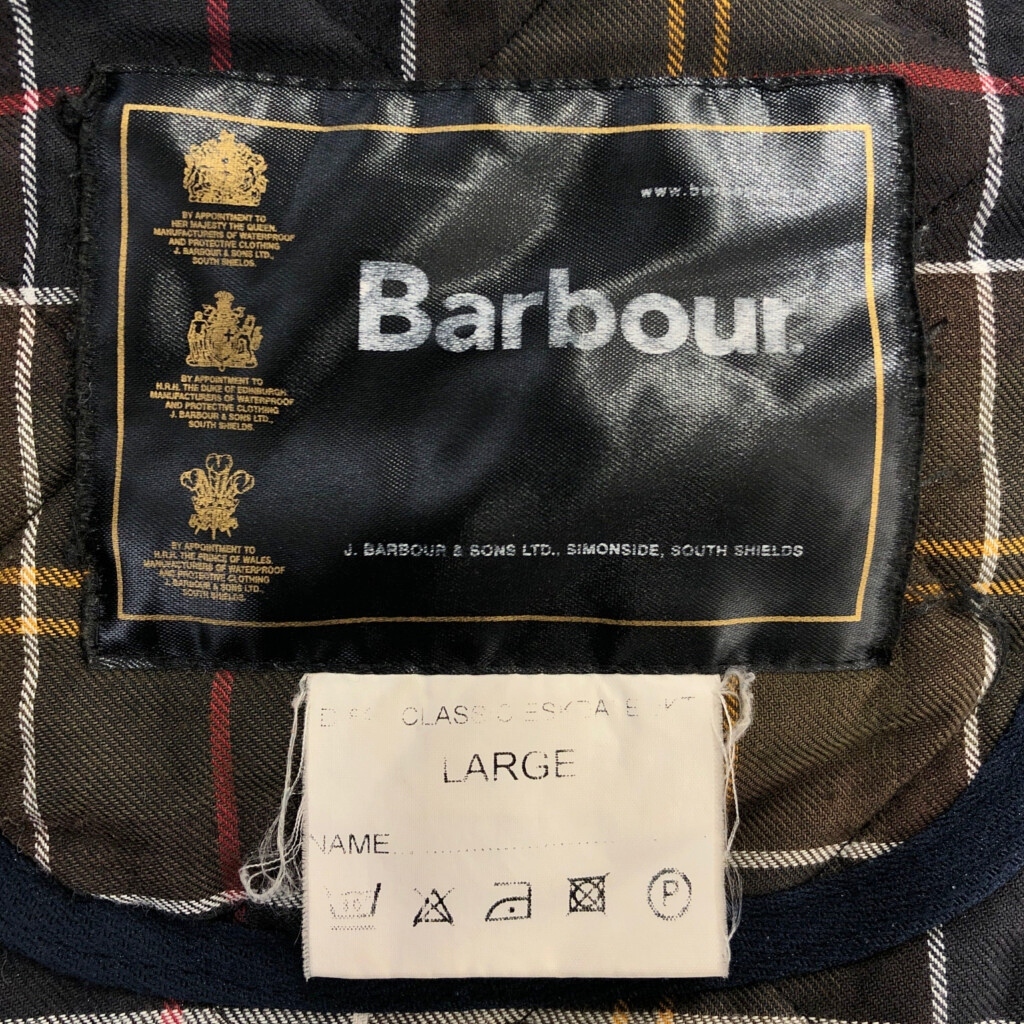 BY APPOINTMENT TO
HER MAJESTY THE QUEEN.
MANUFACTURERS OF WATERPROOF
AND PROTECTIVE CLOTHING
J. BARBOUR & SONS LTD.,
SOUTH SHIELDS.
BY APPOINTMENT TO
H.R.H. THE DUKE OF EDINBURGH.
MANUFACTURERS OF WATERPROOF
AND PROTECTIVE CLOTHING
J. BARBOUR & SONS LTD.,
SOUTH SHIELDS.
BY APPOINTMENT TO
H.R.H. THE PRINCE OF WALES.
MANUFACTURERS OF WATERPROOF
AND PROTECTIVE CLOTHING
J. BARBOUR & SONS LTD.,
SOUTH SHIELDS.
Barbour.
J. BARBOUR & SONS LTD., SIMONSIDE, SOUTH SHIELDS
CLASSIC
LARGE
NAME
30
P